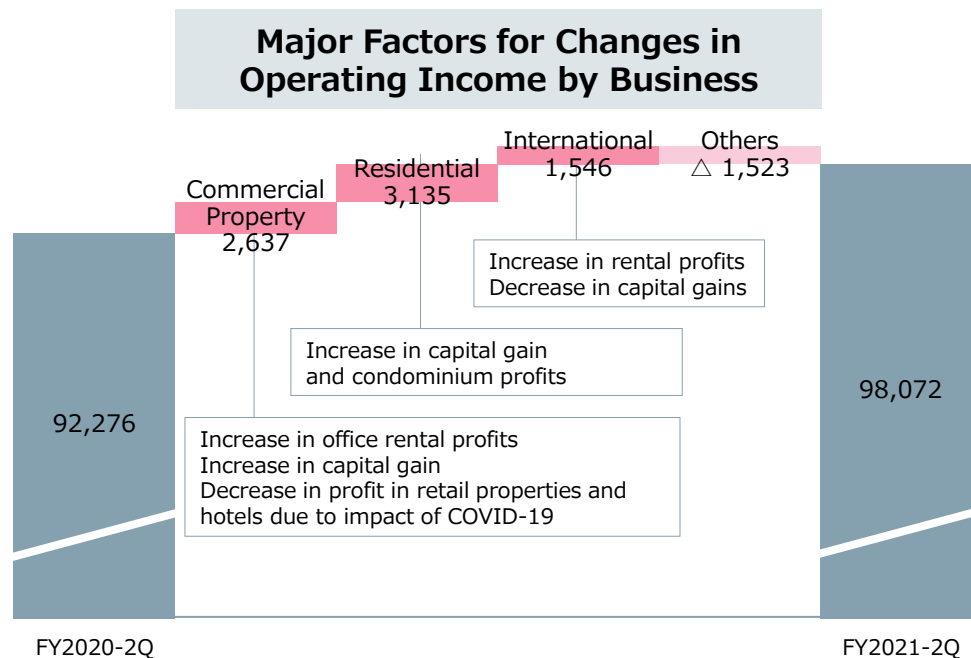 Major Factors for Changes in
Operating Income by Business
Commercial
Property
2,637
Residential
3,135
International
1,546
Others
△ 1,523
Increase in rental profits
Decrease in capital gains
Increase in capital gain
and condominium profits
Increase in office rental profits
Increase in capital gain
Decrease in profit in retail properties and
hotels due to impact of COVID-19
92,276
98,072
FY2020-2Q
FY2021-2Q